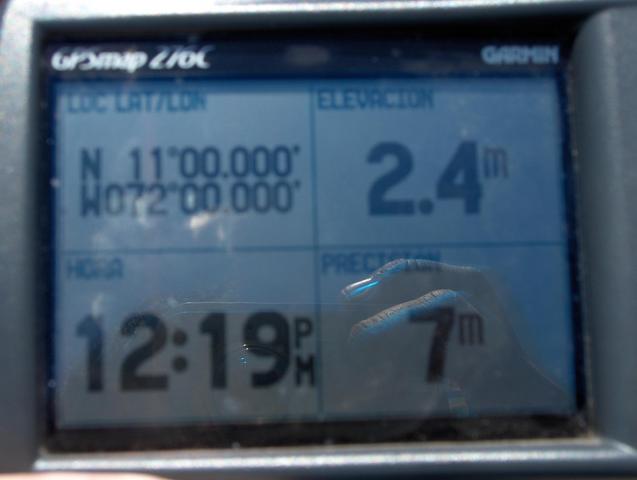 GPSmap 276C GARMIN
LOC LAT/LON ELEVACION
N 11°00.000'
W072°00.000'
2.4m
HORA PRECISION
12:19PM
7m